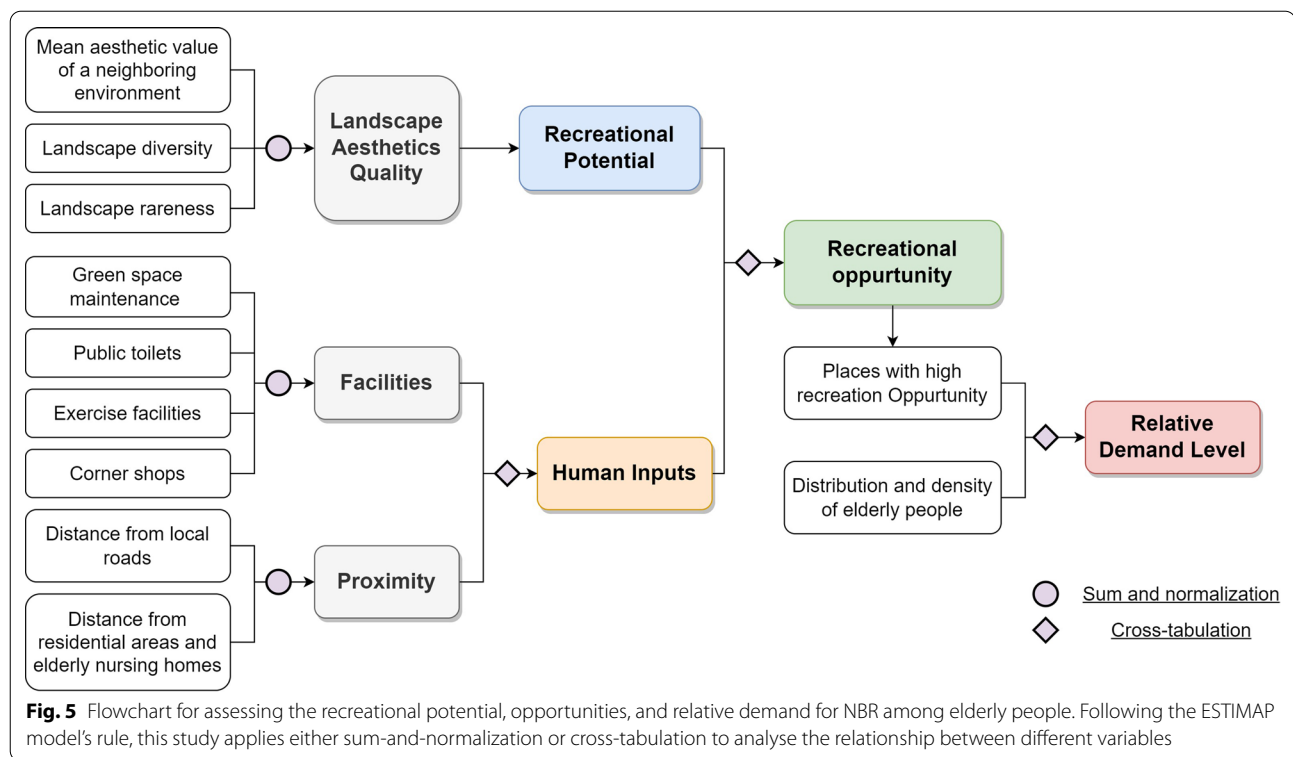 Mean aesthetic value
of a neighboring
environment
Landscape diversity
Landscape rareness
Landscape
Aesthetics
Quality
Recreational
Potential
Green space
maintenance
Public toilets
Exercise facilities
Corner shops
Facilities
Distance from local
roads
Distance from
residential areas and
elderly nursing homes
Proximity
Human Inputs
Recreational
oppurtunity
Places with high
recreation Oppurtunity
Distribution and density
of elderly people
Relative
Demand Level
Sum and normalization
Cross-tabulation
Fig. 5 Flowchart for assessing the recreational potential, opportunities, and relative demand for NBR among elderly people. Following the ESTIMAP
model’s rule, this study applies either sum-and-normalization or cross-tabulation to analyse the relationship between different variables